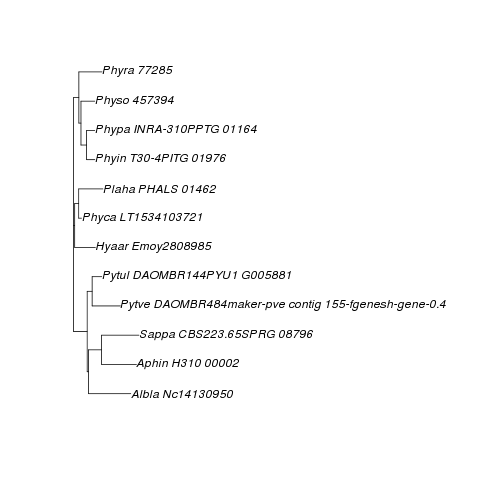 Phyra 77285
Physo 457394
Phypa INRA-310PPTG 01164
Phyin T30-4PITG 01976
Plaha PHALS 01462
Phyca LT1534103721
Hyaar Emoy2808985
Pytul DAOMBR144PYU1 G005881
Pytve DAOMBR484maker-pve contig 155-fgenesh-gene-0.4
Sappa CBS223.65SPRG 08796
Aphin H310 00002
Albla Nc14130950